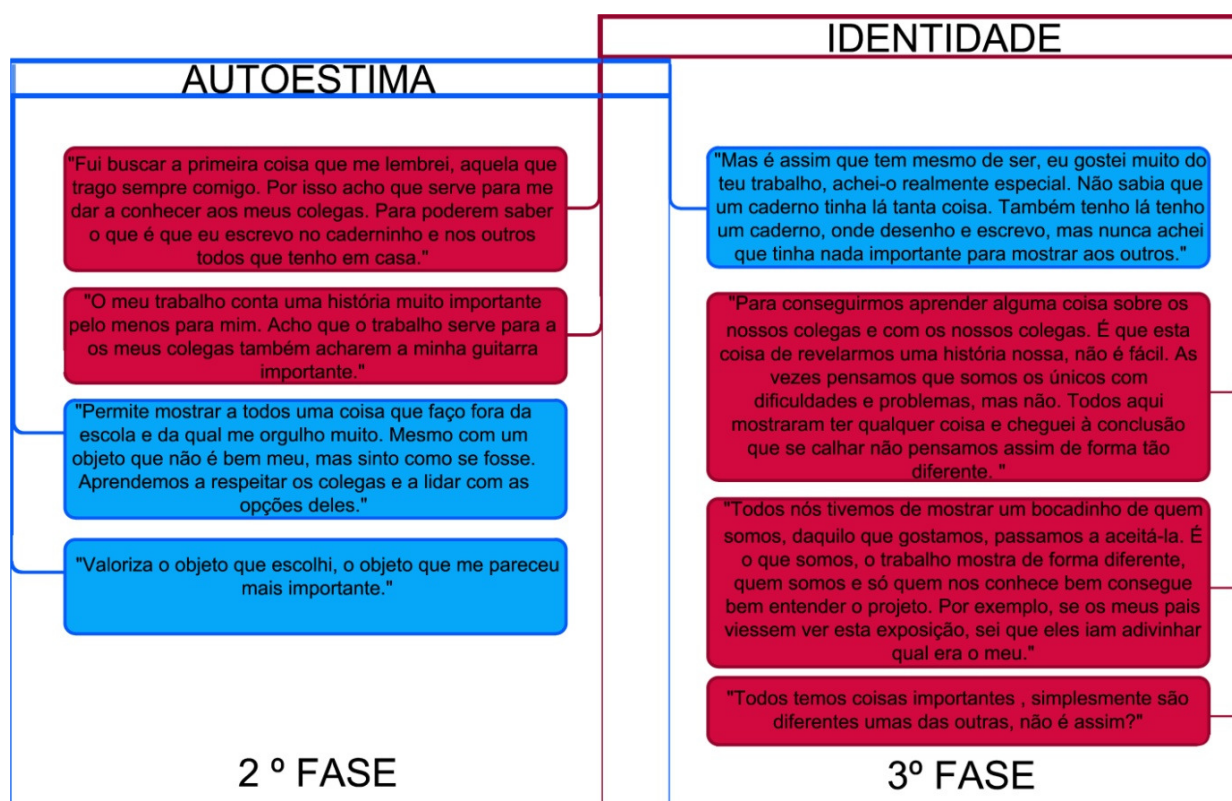 IDENTIDADE
AUTOESTIMA
"Fui buscar a primeira coisa que me lembrei, aquela que
trago sempre comigo. Por isso acho que serve para me
dar a conhecer aos meus colegas. Para poderem saber
o que é que eu escrevo no caderninho e nos outros
todos que tenho em casa."
"O meu trabalho conta uma história muito importante
pelo menos para mim. Acho que o trabalho serve para a
os meus colegas também acharem a minha guitarra
importante."
"Permite mostrar a todos uma coisa que faço fora da
escola e da qual me orgulho muito. Mesmo com um
objeto que não é bem meu, mas sinto como se fosse.
Aprendemos a respeitar os colegas e a lidar com as
opções deles."
"Valoriza o objeto que escolhi, o objeto que me pareceu
mais importante."
2 º FASE
"Mas é assim que tem mesmo de ser, eu gostei muito do
teu trabalho, achei-o realmente especial. Não sabia que
um caderno tinha lá tanta coisa. Também tenho lá tenho
um caderno, onde desenho e escrevo, mas nunca achei
que tinha nada importante para mostrar aos outros."
"Para conseguirmos aprender alguma coisa sobre os
nossos colegas e com os nossos colegas. É que esta
coisa de revelarmos uma história nossa, não é fácil. As
vezes pensamos que somos os únicos com
dificuldades e problemas, mas não. Todos aqui
mostraram ter qualquer coisa e cheguei à conclusão
que se calhar não pensamos assim de forma tão
diferente. "
"Todos nós tivemos de mostrar um bocadinho de quem
somos, daquilo que gostamos, passamos a aceitá-la. É
o que somos, o trabalho mostra de forma diferente,
quem somos e só quem nos conhece bem consegue
bem entender o projeto. Por exemplo, se os meus pais
viessem ver esta exposição, sei que eles iam adivinhar
qual era o meu."
"Todos temos coisas importantes , simplesmente são
diferentes umas das outras, não é assim?"
3º FASE